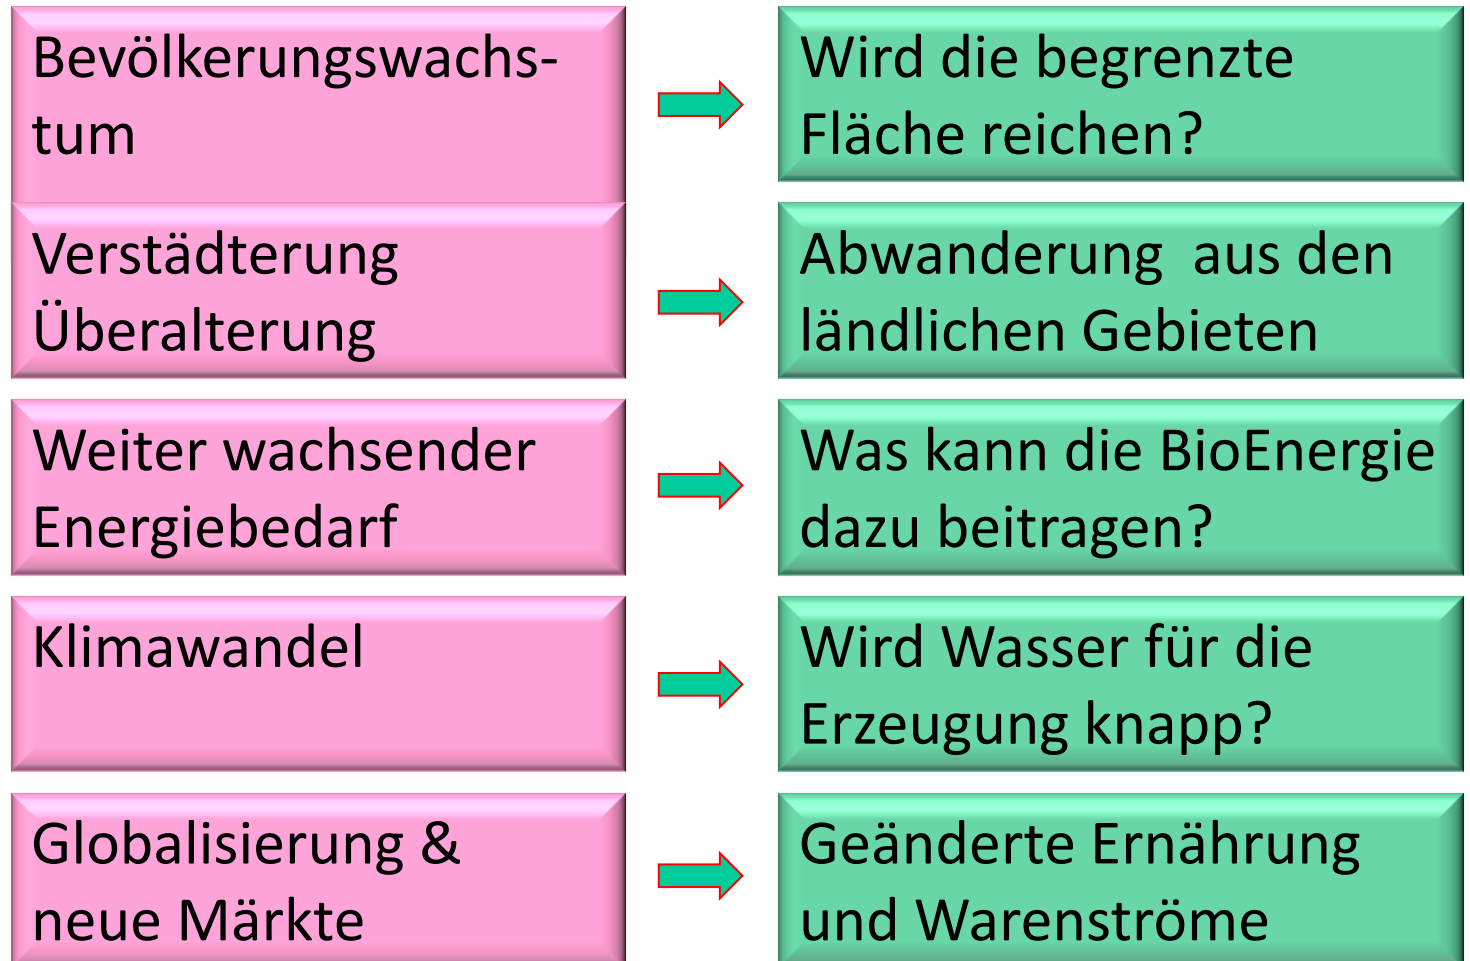 Bevölkerungswachs-
tum
Wird die begrenzte
Fläche reichen?
Verstädterung
Überalterung
Abwanderung  aus den
ländlichen Gebieten
Weiter wachsender
Energiebedarf
Was kann die BioEnergie
dazu beitragen?
Klimawandel
Wird Wasser für die
Erzeugung knapp?
Globalisierung &
neue Märkte
Geänderte Ernährung
und Warenströme